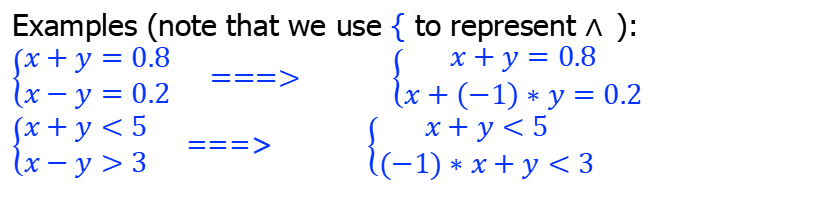 Examples (note that we use { to represent ∧ ):
{x + y = 0.8 ===> { x + y = 0.8
x − y = 0.2 x + (−1) ∗ y = 0.2
{x + y < 5 ===> { x + y < 5
x − y > 3 (−1) ∗ x + y < 3